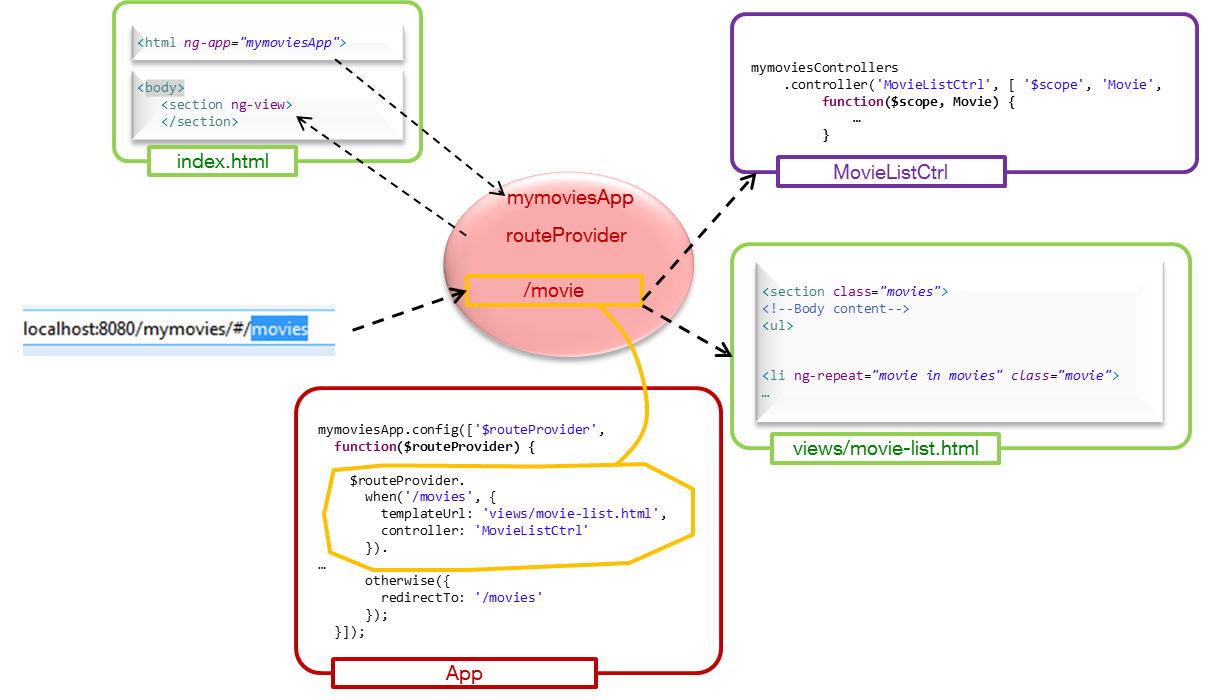 <html ng-app="mymoviesApp">
<body>
<section ng-view>
</section>
index.html
mymoviesControllers
.controller('MovieListCtrl', [ '$scope', 'Movie',
function($scope, Movie) {
…
}
MovieListCtrl
mymoviesApp
routeProvider
/movie
localhost:8080/mymovies/#/movies
<section class="movies">
<!--Body content-->
<ul>
<li ng-repeat="movie in movies" class="movie">
…
views/movie-list.html
mymoviesApp.config(['$routeProvider',
function($routeProvider) {
$routeProvider.
when('/movies', {
templateUrl: 'views/movie-list.html',
controller: 'MovieListCtrl'
}).
…
otherwise({
redirectTo: '/movies'
});
}]);
App